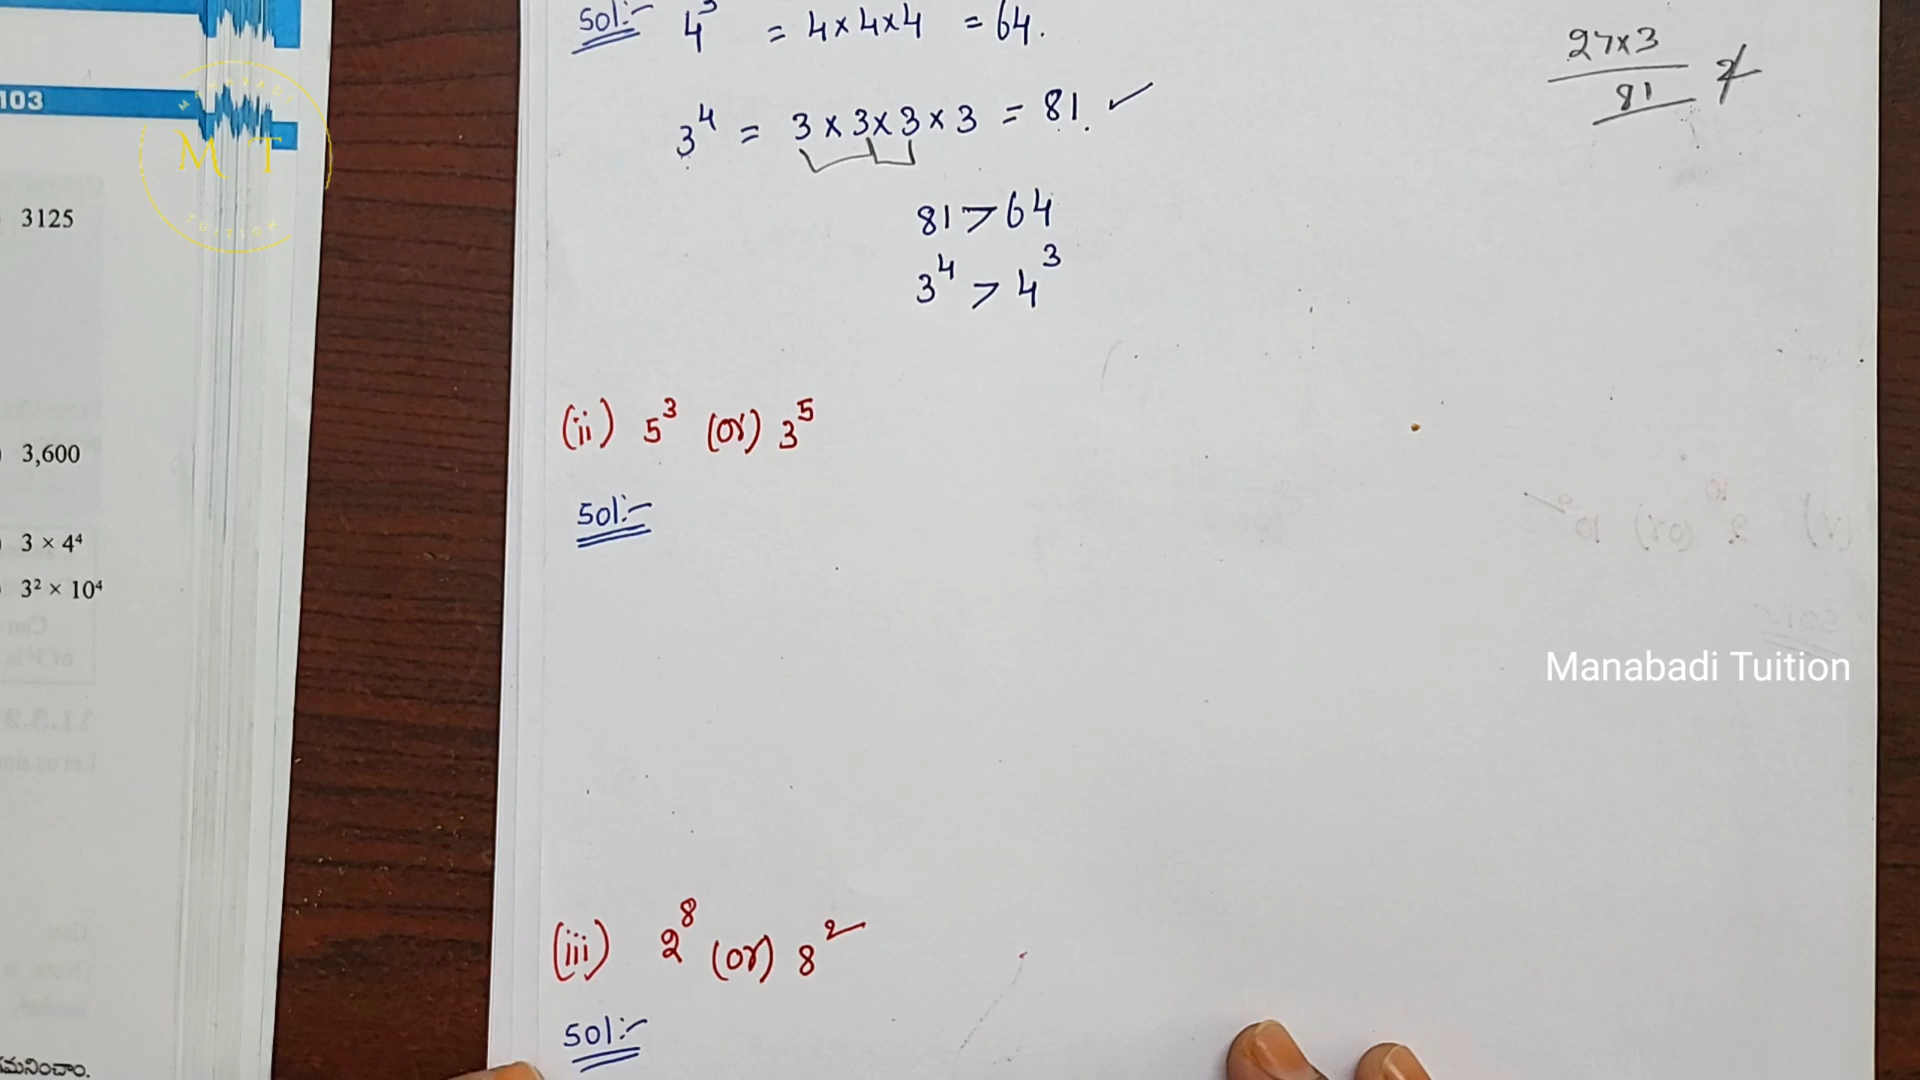 103
3125
3,600
3 × 4⁴
3² × 10⁴
గమనించాం.
M T
Sol:- 4³ = 4×4×4 = 64.
3⁴ = 3 × 3 × 3 × 3 = 81. ✓
81 > 64
3⁴ > 4³
27×3
81
(ii) 5³ (or) 3⁵
Sol:-
(iii) 2⁸ (or) 8²
Sol:-
Manabadi Tuition